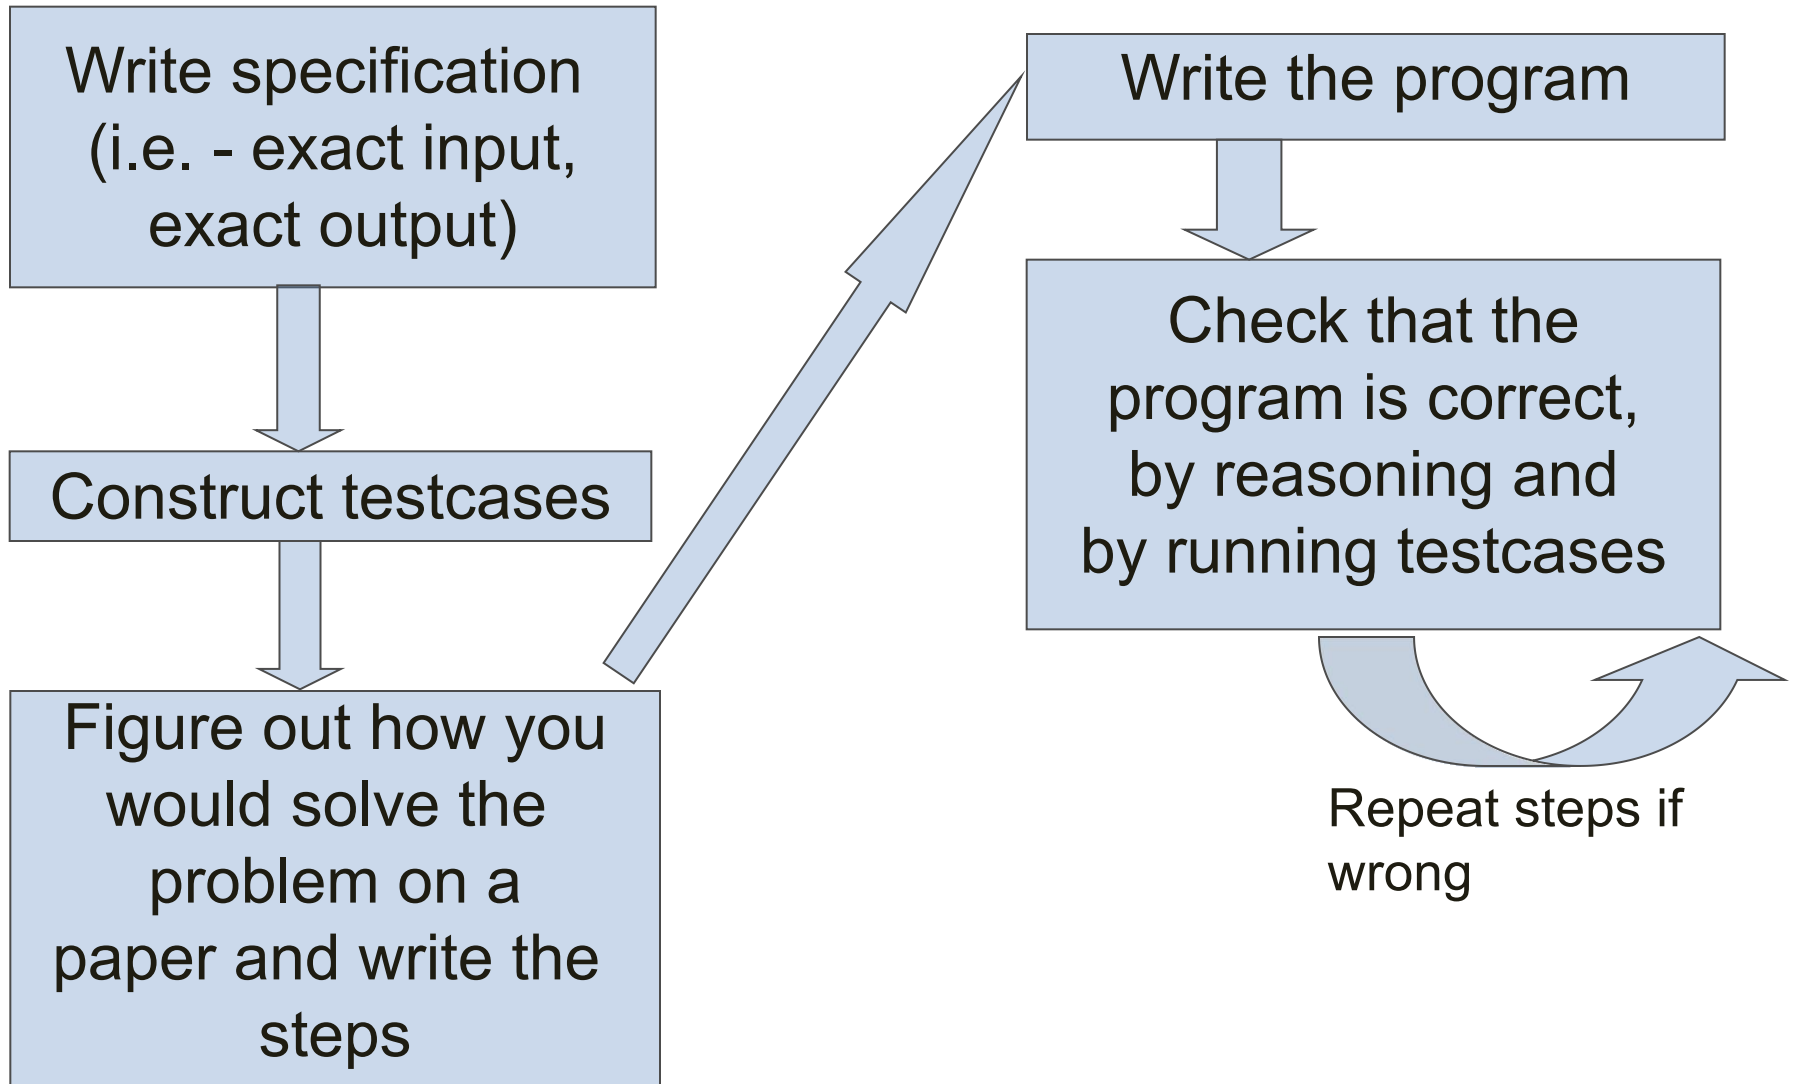 Write specification
(i.e. - exact input,
exact output)
Construct testcases
Figure out how you
would solve the
problem on a
paper and write the
steps
Write the program
Check that the
program is correct,
by reasoning and
by running testcases
Repeat steps if
wrong